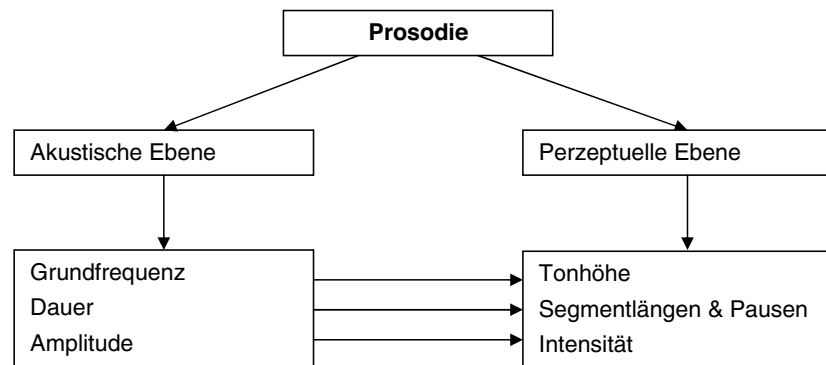 Prosodie
Akustische Ebene
Perzeptuelle Ebene
Grundfrequenz
Dauer
Amplitude
Tonhöhe
Segmentlängen & Pausen
Intensität